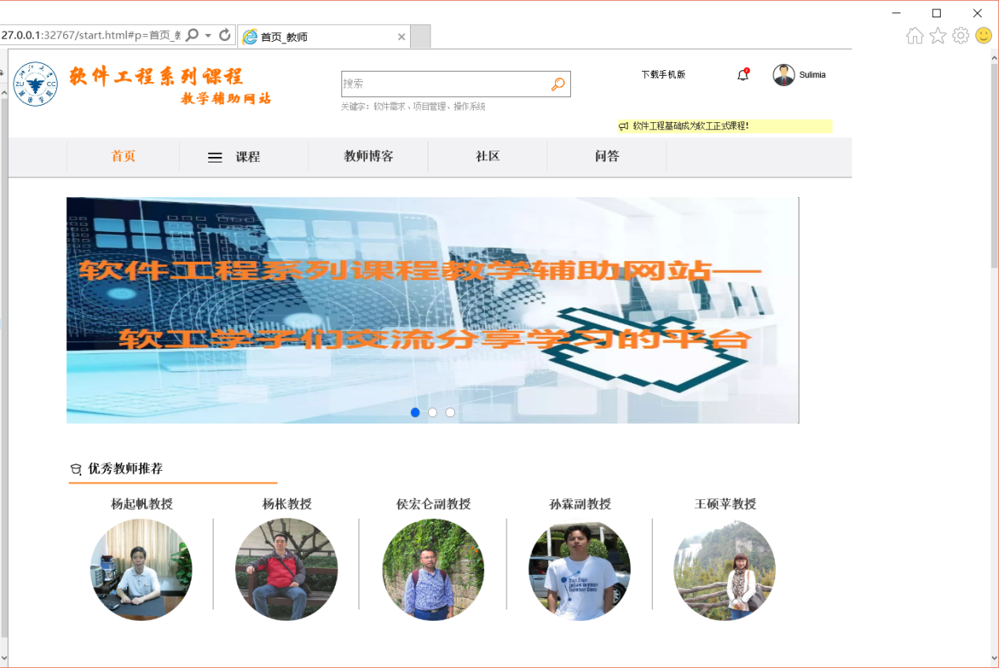 27.0.0.1:32767/start.html#p=首页_教
首页_教师
ZU CC
软件工程系列课程
教学辅助网站
搜索
关键字：软件需求、项目管理、操作系统
下载手机版
Sulimia
软件工程基础成为软工正式课程！
首页
课程
教师博客
社区
问答
软件工程系列课程教学辅助网站——
软工学子们交流分享学习的平台
优秀教师推荐
杨起帆教授
杨枨教授
侯宏仑副教授
孙霖副教授
王硕苹教授